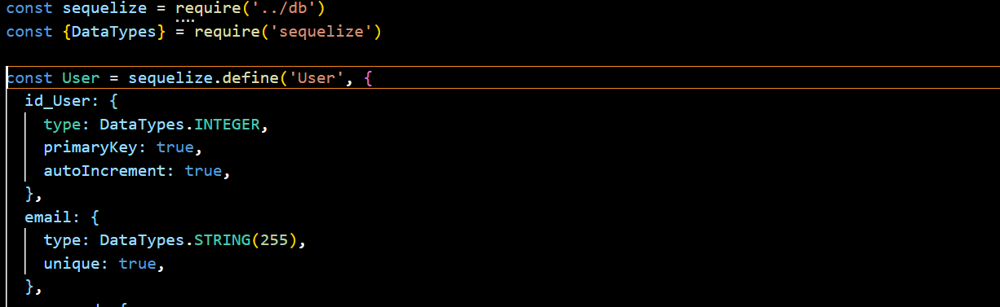 const sequelize = require('../db')
const {DataTypes} = require('sequelize')
const User = sequelize.define('User', {
id_User: {
type: DataTypes.INTEGER,
primaryKey: true,
autoIncrement: true,
},
email: {
type: DataTypes.STRING(255),
unique: true,
},